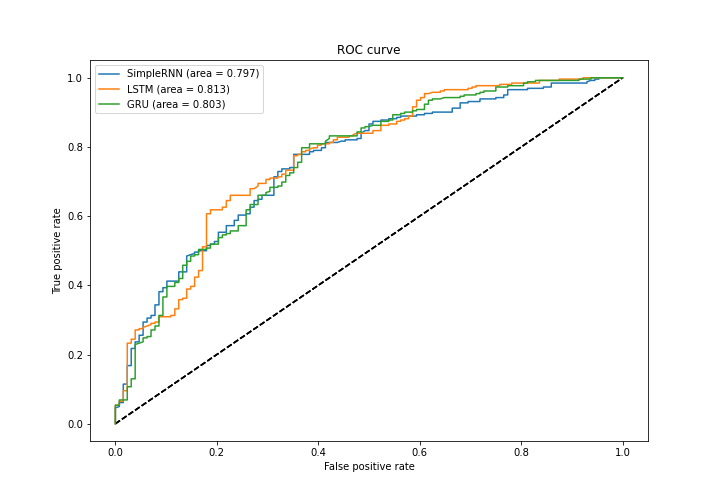 ROC curve
SimpleRNN (area = 0.797)
LSTM (area = 0.813)
GRU (area = 0.803)
1.0
0.8
0.6
0.4
0.2
0.0
True positive rate
0.0 0.2 0.4 0.6 0.8 1.0
False positive rate